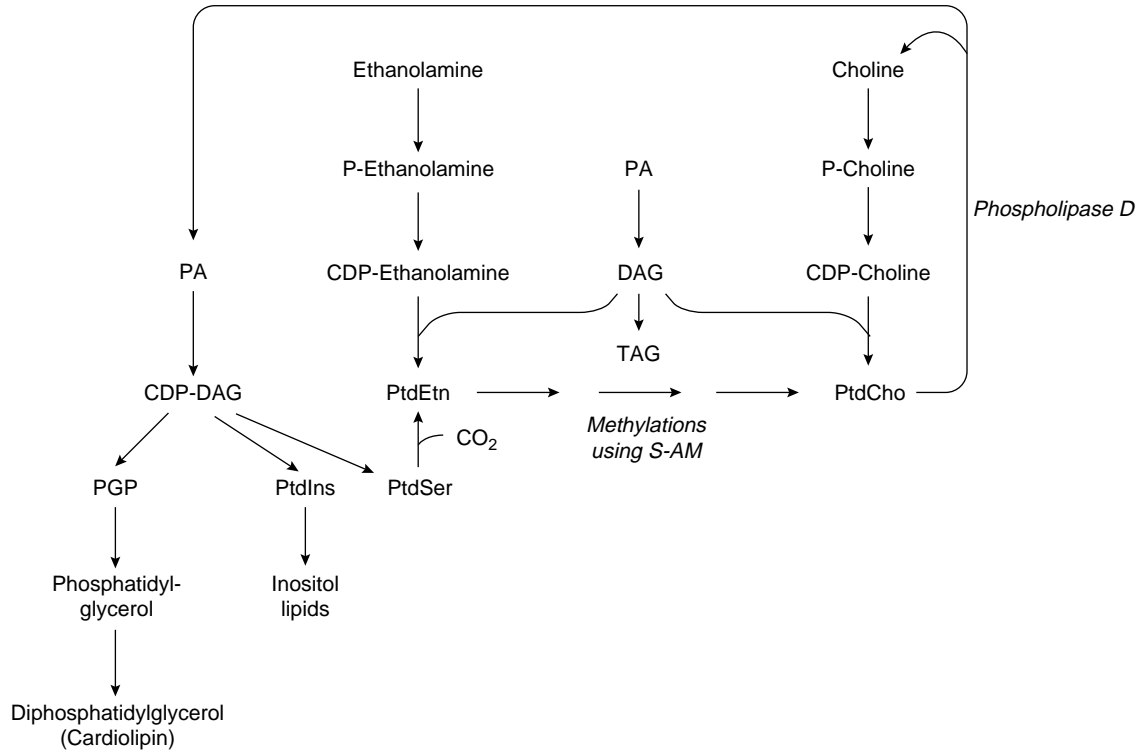 Ethanolamine
Choline
P-Ethanolamine
PA
P-Choline
Phospholipase D
PA
CDP-Ethanolamine
DAG
CDP-Choline
TAG
CDP-DAG
PtdEtn
PtdCho
Methylations
using S-AM
CO₂
PGP
PtdIns
PtdSer
Phosphatidyl-
glycerol
Inositol
lipids
Diphosphatidylglycerol
(Cardiolipin)